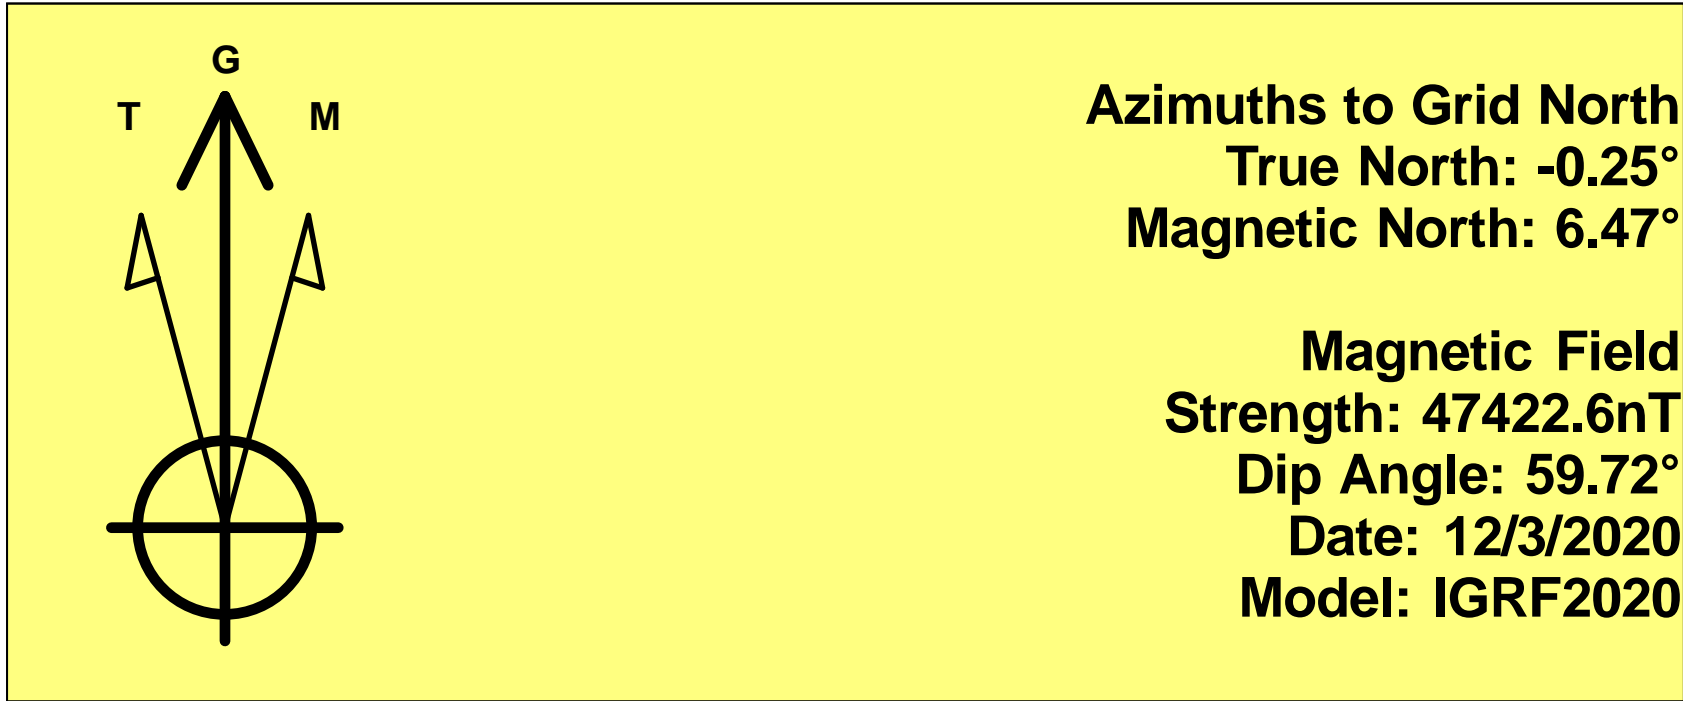 G
T M
Azimuths to Grid North
True North: -0.25°
Magnetic North: 6.47°
Magnetic Field
Strength: 47422.6nT
Dip Angle: 59.72°
Date: 12/3/2020
Model: IGRF2020